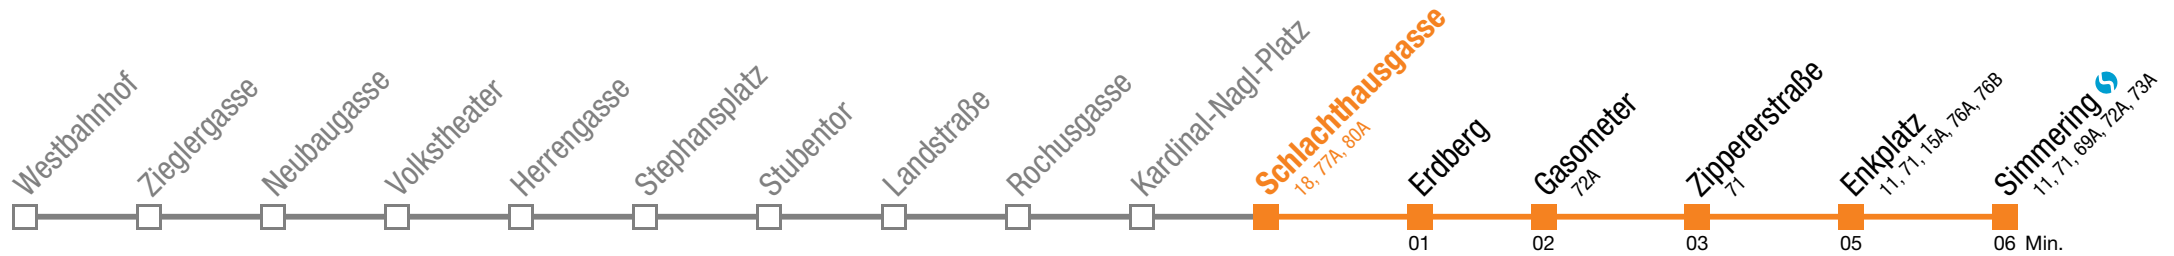 Westbahnhof
Zieglergasse
Neubaugasse
Volkstheater
Herrengasse
Stephansplatz
Stubentor
Landstraße
Rochusgasse
Kardinal-Nagl-Platz
Schlachthausgasse
18, 77A, 80A
Erdberg
Gasometer
72A
Zippererstraße
71
Enkplatz
11, 71, 15A, 76A, 76B
Simmering
11, 71, 69A, 72A, 73A
01
02
03
05
06 Min.